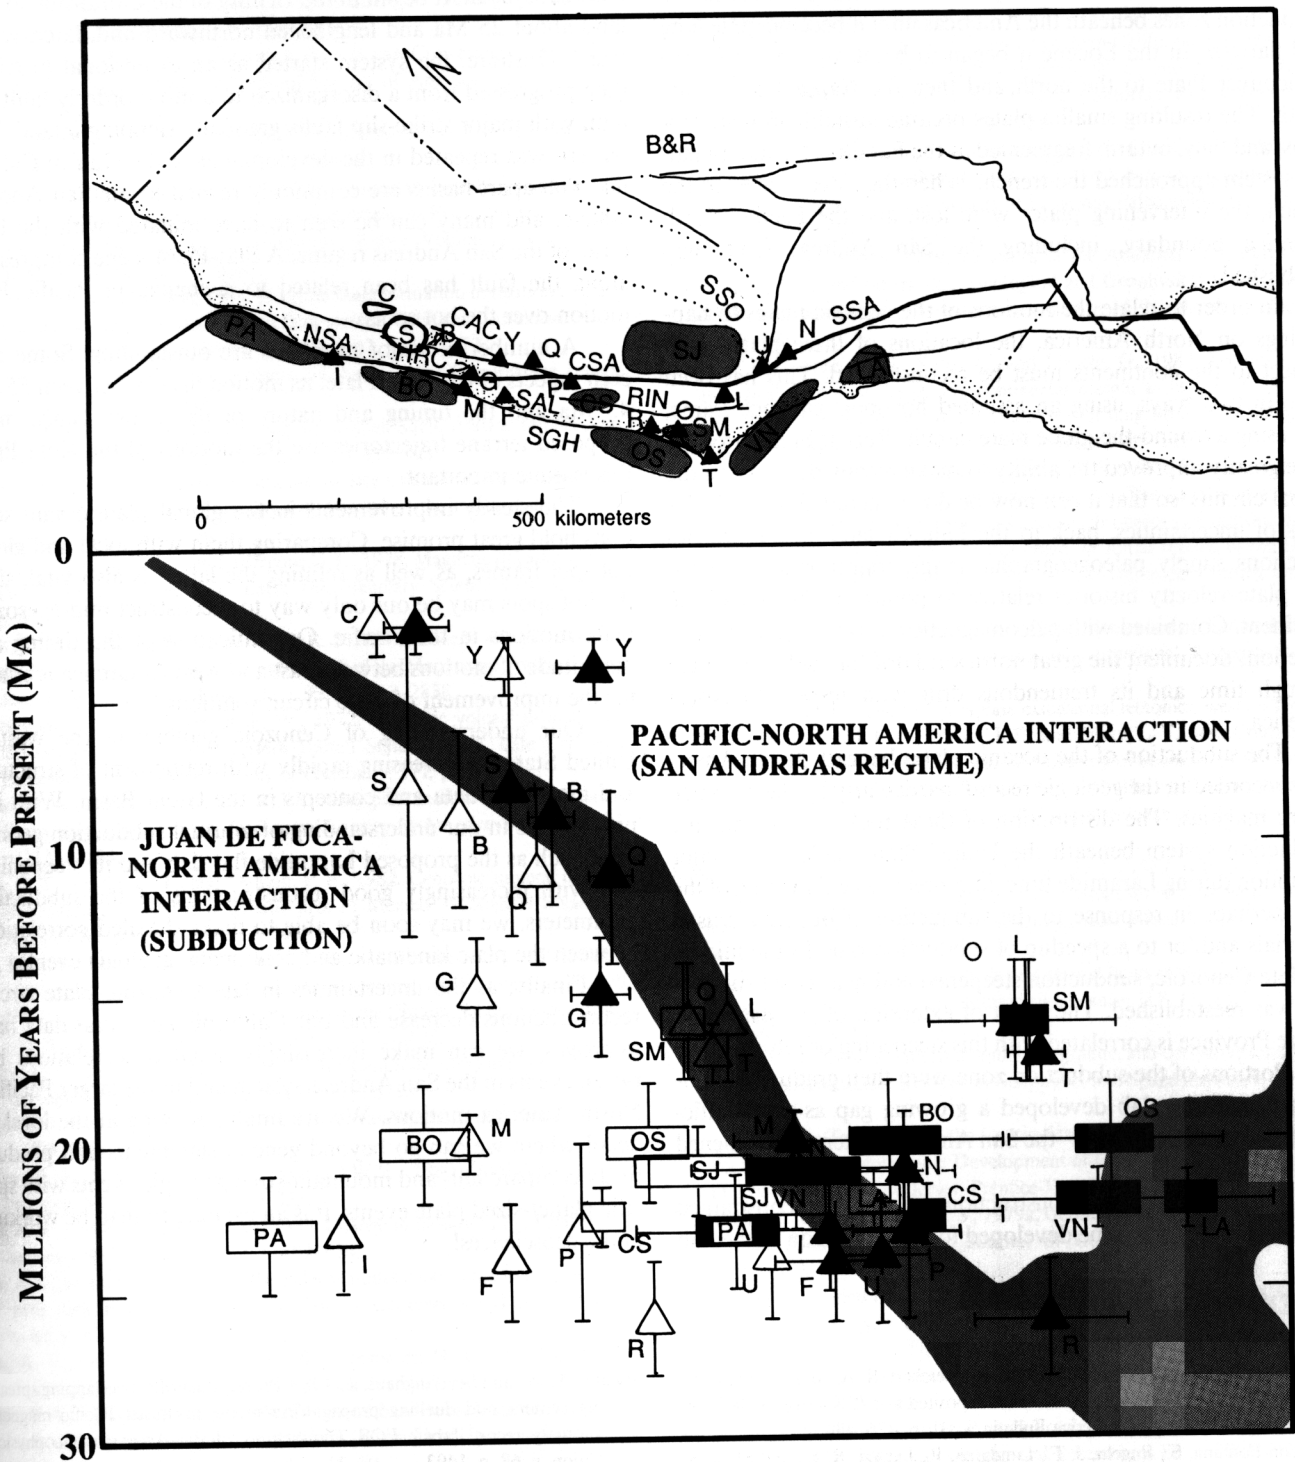 N
B&R
C
S
B
CAC
Y
Q
SSO
SSA
N
U
PA
NSA
I
HRC
BO
G
M
F
SAL
P
CS
CSA
SJ
RIN
R
O
SM
L
LA
VN
SGH
OS
T
0 500 kilometers
0
10
20
30
MILLIONS OF YEARS BEFORE PRESENT (MA)
C C
Y Y
PACIFIC-NORTH AMERICA INTERACTION
(SAN ANDREAS REGIME)
S S B
B
Q Q
JUAN DE FUCA-
NORTH AMERICA
INTERACTION
(SUBDUCTION)
G G
O L
SM T
O L
SM
T
BO M
OS
M BO
OS
SJ N
SJ VN LA CS
VN LA
PA I
P CS
PA I P
F U F U
R R